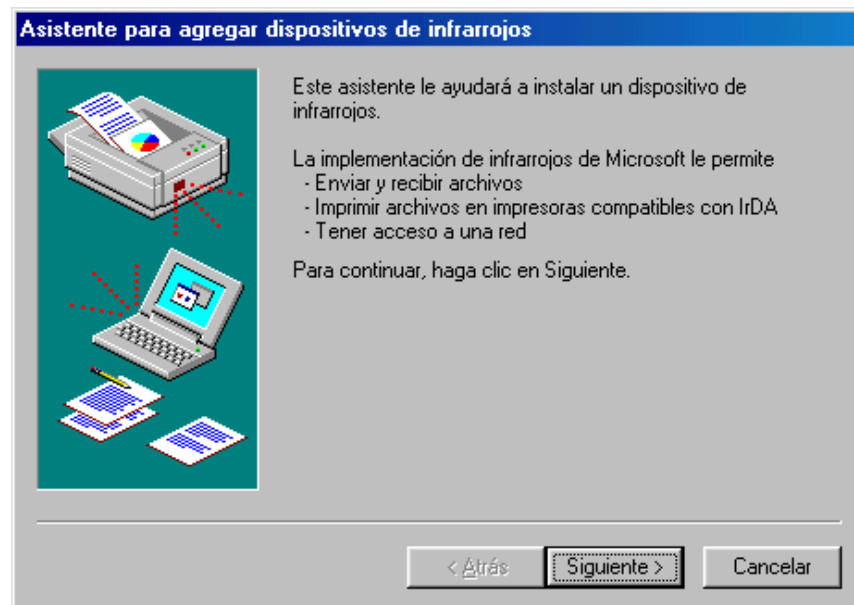 Asistente para agregar dispositivos de infrarrojos
Este asistente le ayudará a instalar un dispositivo de
infrarrojos.
La implementación de infrarrojos de Microsoft le permite
- Enviar y recibir archivos
- Imprimir archivos en impresoras compatibles con IrDA
- Tener acceso a una red
Para continuar, haga clic en Siguiente.
< Atrás
Siguiente >
Cancelar